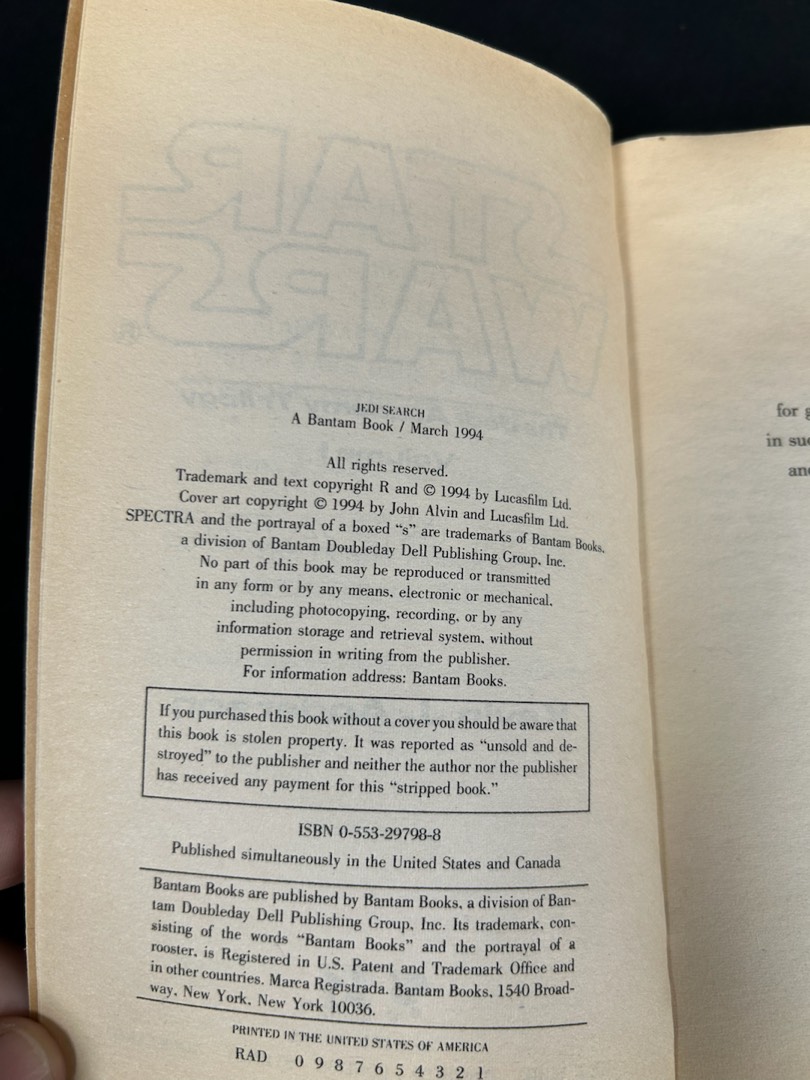 JEDI SEARCH
A Bantam Book / March 1994
All rights reserved.
Trademark and text copyright R and © 1994 by Lucasfilm Ltd.
Cover art copyright © 1994 by John Alvin and Lucasfilm Ltd.
SPECTRA and the portrayal of a boxed “s” are trademarks of Bantam Books,
a division of Bantam Doubleday Dell Publishing Group, Inc.
No part of this book may be reproduced or transmitted
in any form or by any means, electronic or mechanical,
including photocopying, recording, or by any
information storage and retrieval system, without
permission in writing from the publisher.
For information address: Bantam Books.
If you purchased this book without a cover you should be aware that
this book is stolen property. It was reported as “unsold and de-
stroyed” to the publisher and neither the author nor the publisher
has received any payment for this “stripped book.”
ISBN 0-553-29798-8
Published simultaneously in the United States and Canada
Bantam Books are published by Bantam Books, a division of Ban-
tam Doubleday Dell Publishing Group, Inc. Its trademark, con-
sisting of the words “Bantam Books” and the portrayal of a
rooster, is Registered in U.S. Patent and Trademark Office and
in other countries. Marca Registrada. Bantam Books, 1540 Broad-
way, New York, New York 10036.
PRINTED IN THE UNITED STATES OF AMERICA
RAD 0 9 8 7 6 5 4 3 2 1
STAR
WARS
for
in